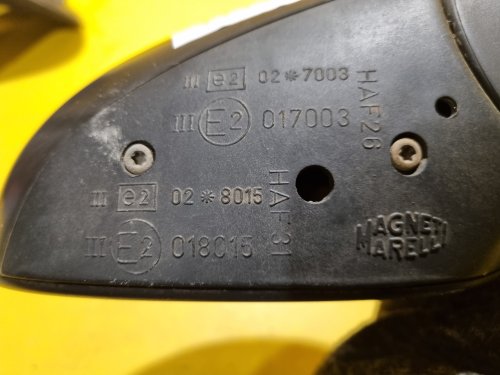 III e2 02*7003
III E2 017003
HAF26
III e2 02*8015
III E2 018015
HAF31
MAGNETI
MARELLI